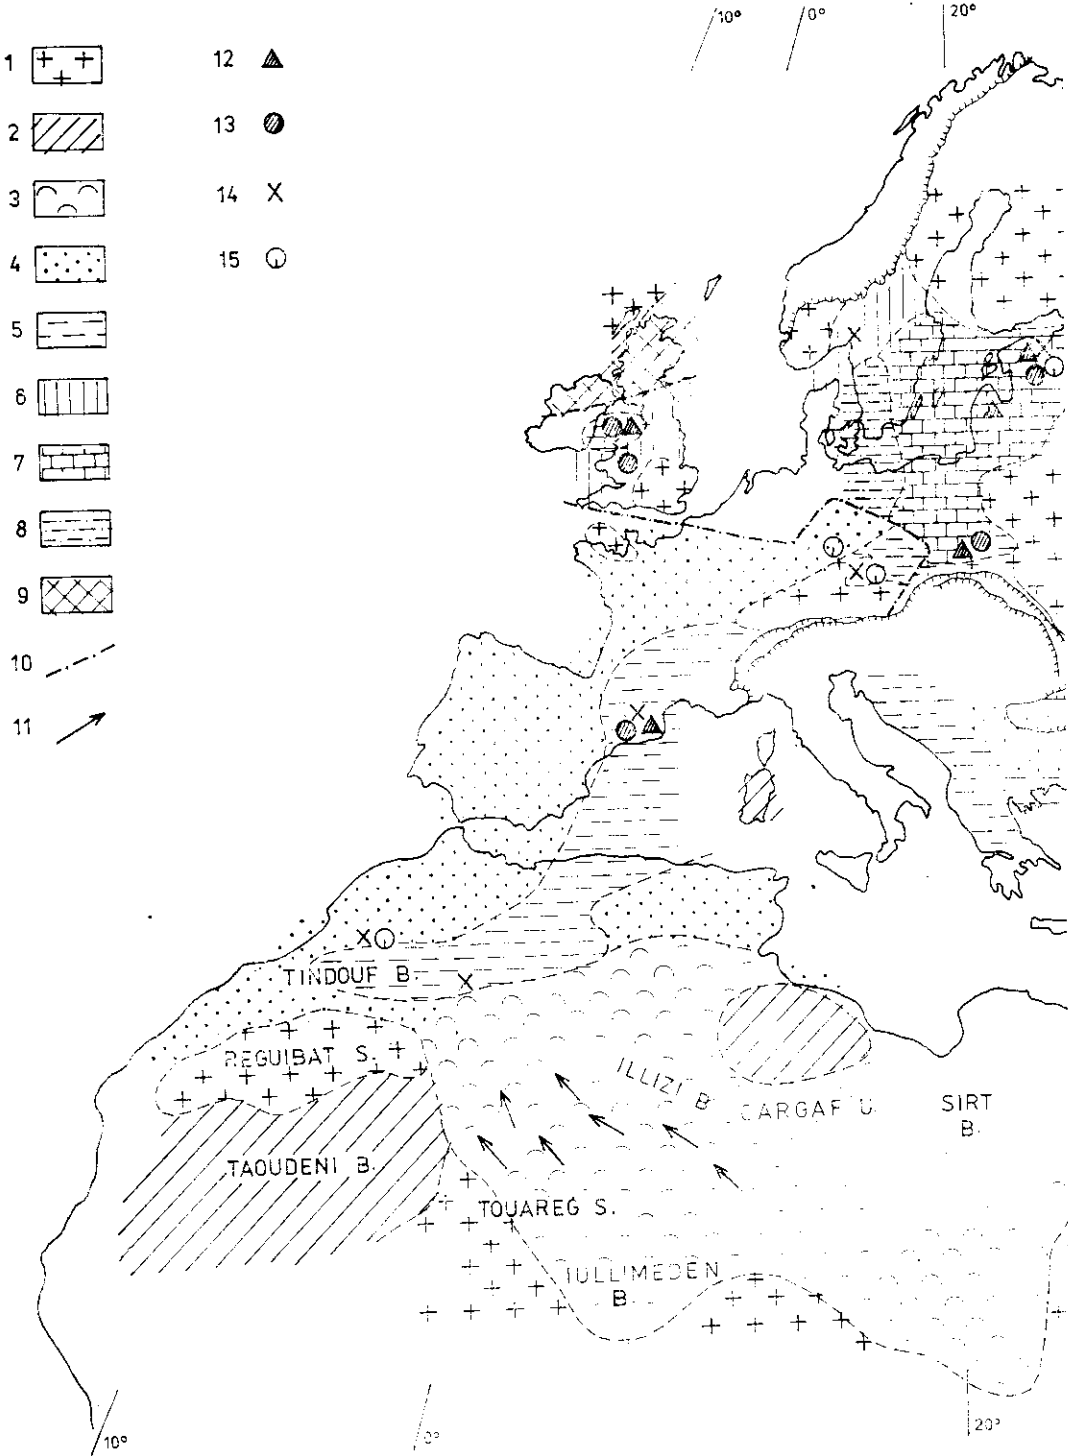 10° 0° 20°
1 12
2 13
3 14
4 15
5
6
7
8
9
10
11
TINDOUF B.
REGUIBAT S.
ILLIZI B
GARGAF U.
SIRT
B.
TAOUDENI B.
TOUAREG S.
IULLIMEDEN
B.
10° 0° 20°